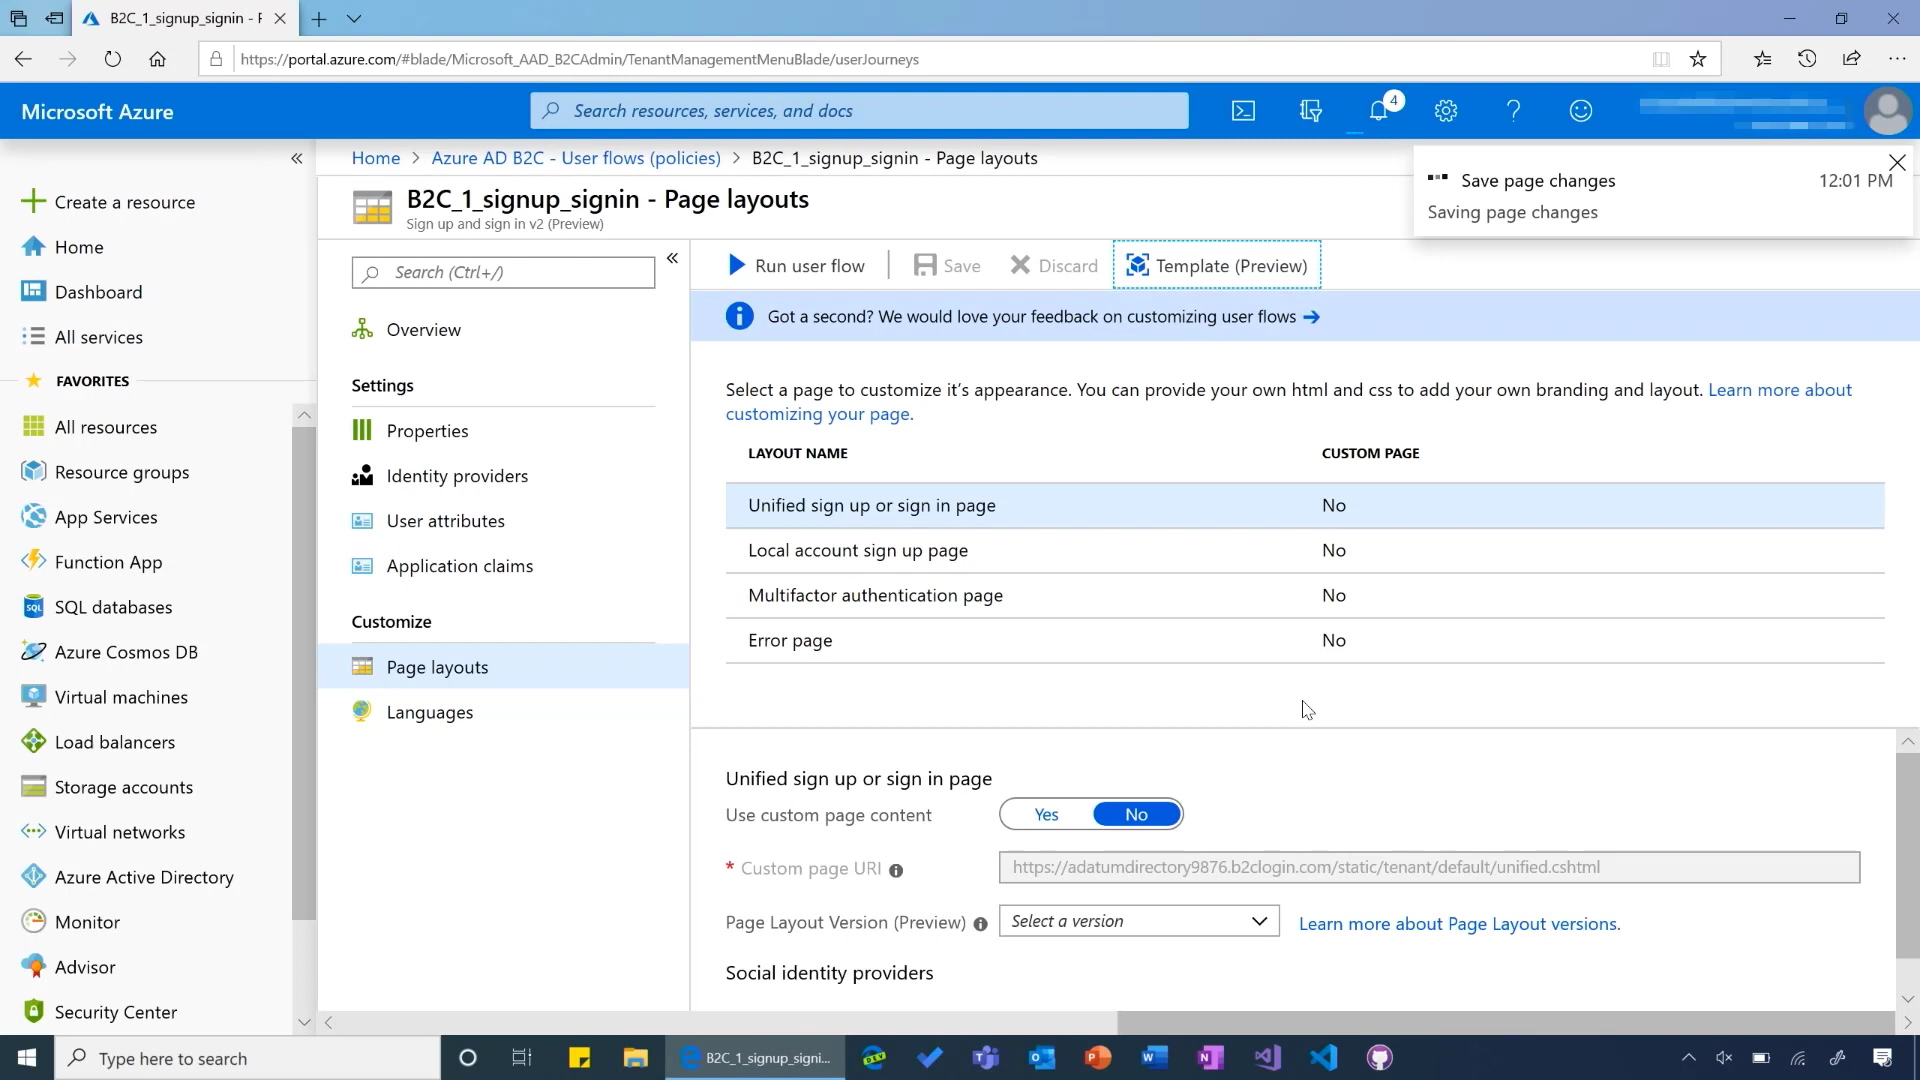 B2C_1_signup_signin - F
https://portal.azure.com/#blade/Microsoft_AAD_B2CAdmin/TenantManagementMenuBlade/userJourneys
Microsoft Azure
Search resources, services, and docs
4
Home > Azure AD B2C - User flows (policies) > B2C_1_signup_signin - Page layouts
B2C_1_signup_signin - Page layouts
Sign up and sign in v2 (Preview)
Save page changes
12:01 PM
Saving page changes
Create a resource
Home
Dashboard
All services
FAVORITES
All resources
Resource groups
App Services
Function App
SQL
SQL databases
Azure Cosmos DB
Virtual machines
Load balancers
Storage accounts
Virtual networks
Azure Active Directory
Monitor
Advisor
Security Center
Search (Ctrl+/)
Overview
Settings
Properties
Identity providers
User attributes
Application claims
Customize
Page layouts
Languages
Run user flow
Save
Discard
Template (Preview)
Got a second? We would love your feedback on customizing user flows →
Select a page to customize it's appearance. You can provide your own html and css to add your own branding and layout. Learn more about
customizing your page.
LAYOUT NAME CUSTOM PAGE
Unified sign up or sign in page No
Local account sign up page No
Multifactor authentication page No
Error page No
Unified sign up or sign in page
Use custom page content Yes No
* Custom page URI https://adatumdirectory9876.b2clogin.com/static/tenant/default/unified.cshtml
Page Layout Version (Preview) Select a version Learn more about Page Layout versions.
Social identity providers
Type here to search
B2C_1_signup_signi...
DEV